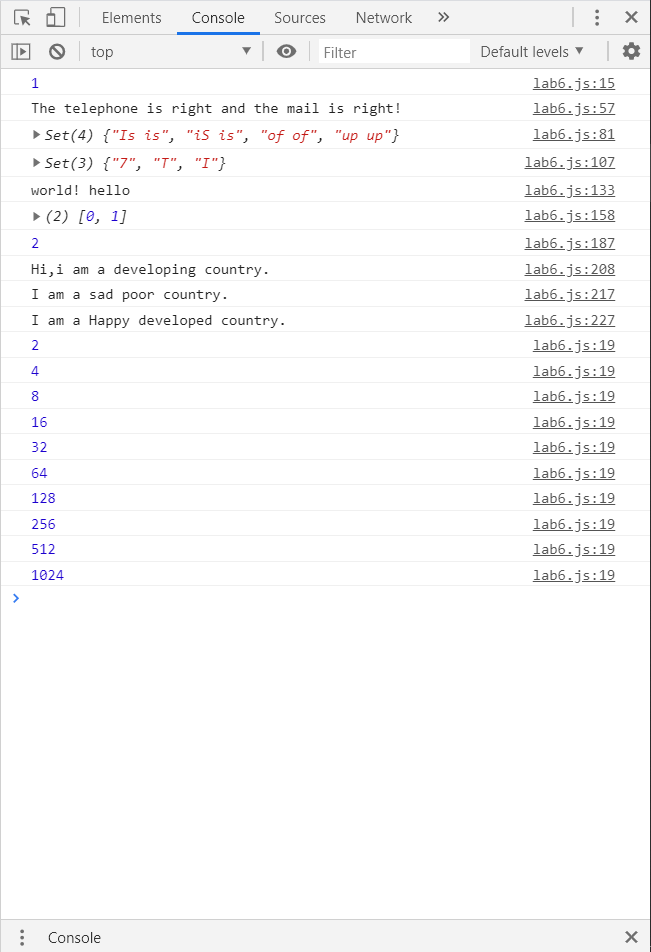 Elements Console Sources Network »
top ▼ Filter Default levels ▼
1 lab6.js:15
The telephone is right and the mail is right! lab6.js:57
▶ Set(4) {"Is is", "iS is", "of of", "up up"} lab6.js:81
▶ Set(3) {"7", "T", "I"} lab6.js:107
world! hello lab6.js:133
▶ (2) [0, 1] lab6.js:158
2 lab6.js:187
Hi,i am a developing country. lab6.js:208
I am a sad poor country. lab6.js:217
I am a Happy developed country. lab6.js:227
2 lab6.js:19
4 lab6.js:19
8 lab6.js:19
16 lab6.js:19
32 lab6.js:19
64 lab6.js:19
128 lab6.js:19
256 lab6.js:19
512 lab6.js:19
1024 lab6.js:19
Console